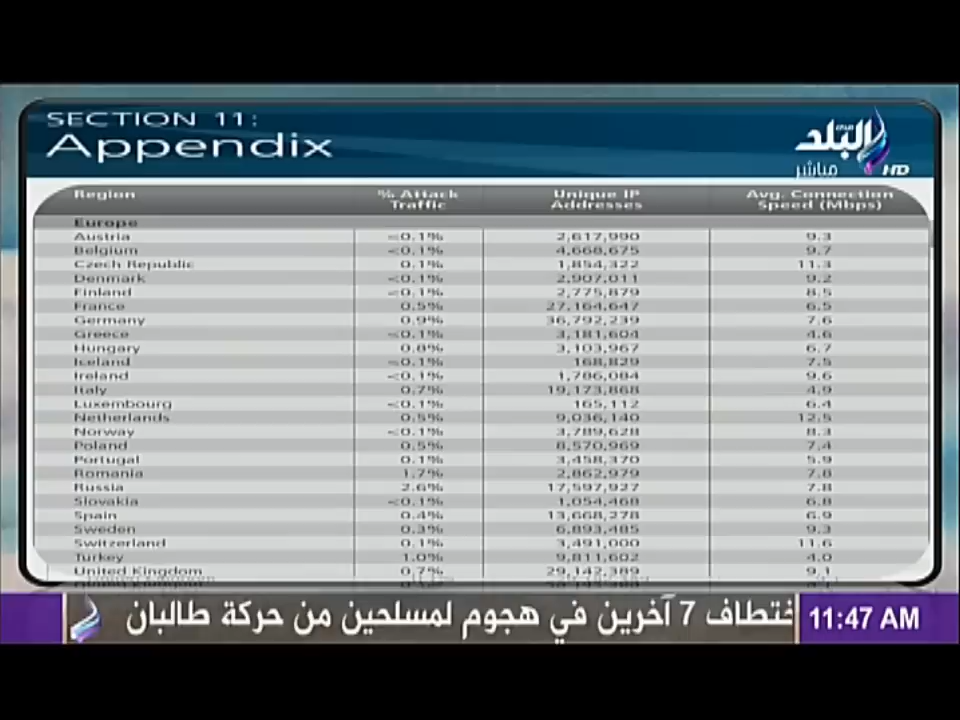 SECTION 11:
Appendix
صدى
البلد
مباشر HD
Region % Attack Traffic Unique IP Addresses Avg. Connection Speed (Mbps)
Europe
Austria <0.1% 2,617,990 9.3
Belgium <0.1% 4,668,675 9.7
Czech Republic 0.1% 1,854,322 11.3
Denmark <0.1% 2,907,011 9.2
Finland <0.1% 2,775,879 8.5
France 0.5% 27,164,647 6.5
Germany 0.9% 36,792,239 7.6
Greece <0.1% 3,181,604 4.6
Hungary 0.8% 3,103,967 6.7
Iceland <0.1% 168,829 7.5
Ireland <0.1% 1,786,084 9.6
Italy 0.7% 19,173,868 4.9
Luxembourg <0.1% 165,112 6.4
Netherlands 0.5% 9,036,140 12.5
Norway <0.1% 3,789,628 8.3
Poland 0.5% 8,570,969 7.4
Portugal 0.1% 3,458,370 5.9
Romania 1.7% 2,862,979 7.8
Russia 2.6% 17,597,927 7.8
Slovakia <0.1% 1,054,468 6.8
Spain 0.4% 13,668,278 6.9
Sweden 0.3% 6,893,485 9.3
Switzerland 0.1% 3,491,000 11.6
Turkey 1.0% 9,811,602 4.0
United Kingdom 0.7% 29,142,389 9.1
ختطاف 7 آخرين في هجوم لمسلحين من حركة طالبان
11:47 AM